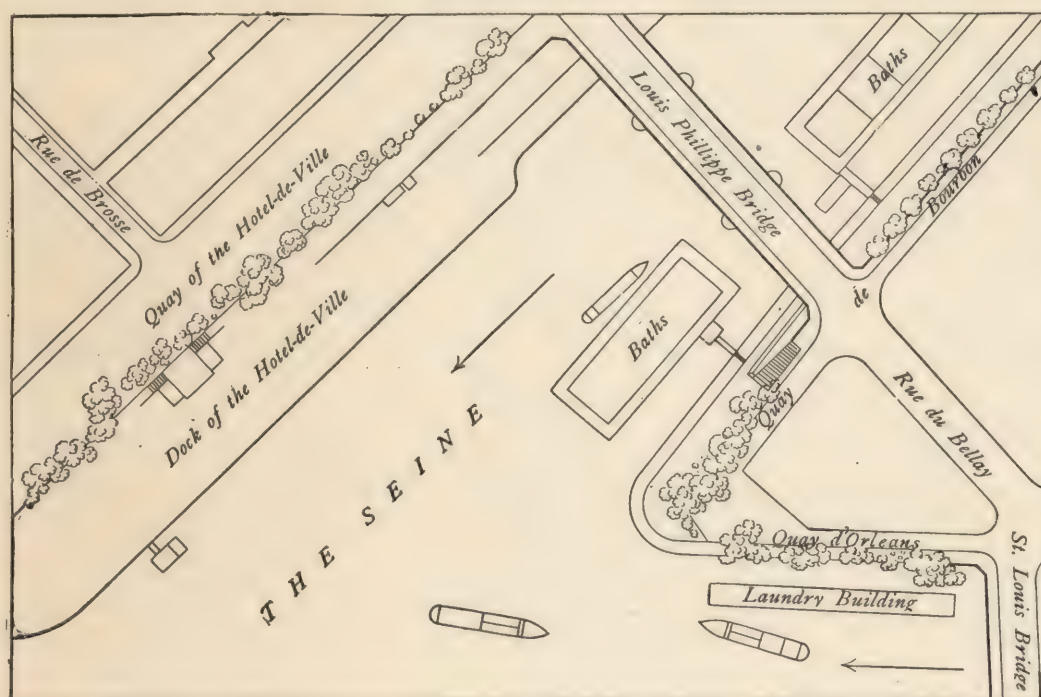 Louis Phillippe Bridge
Baths
Rue de Brosse
Quay of the Hotel-de-Ville
Bourbon
de
Quay
Baths
Dock of the Hotel-de-Ville
Rue du Bellay
THE SEINE
Quay d'Orleans
Laundry Building
St. Louis Bridge